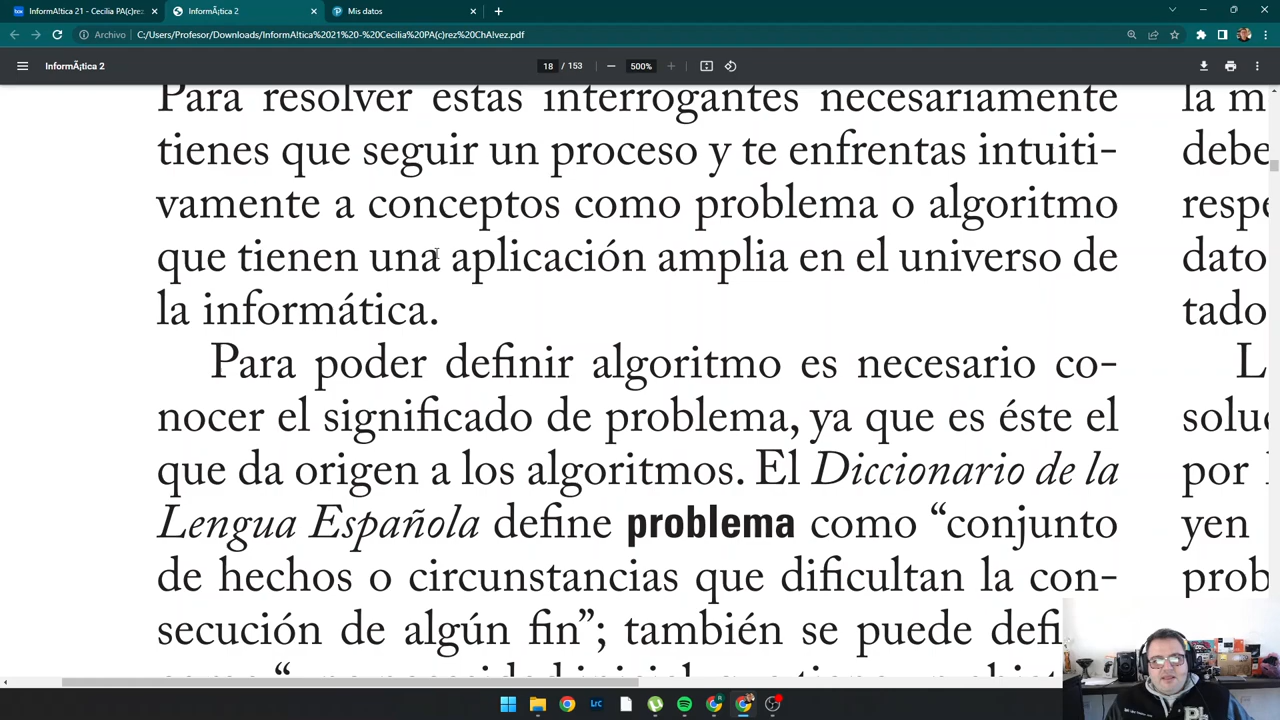 InformA!tica 21 - Cecilia PA(c)rez
InformÃ¡tica 2
Mis datos
Archivo
C:/Users/Profesor/Downloads/InformA!tica%2021%20-%20Cecilia%20PA(c)rez%20ChAlvez.pdf
InformÃ¡tica 2
18 / 153
500%
Para resolver estas interrogantes necesariamente
tienes que seguir un proceso y te enfrentas intuiti-
vamente a conceptos como problema o algoritmo
que tienen una aplicación amplia en el universo de
la informática.
Para poder definir algoritmo es necesario co-
nocer el significado de problema, ya que es éste el
que da origen a los algoritmos. El Diccionario de la
Lengua Española define problema como “conjunto
de hechos o circunstancias que dificultan la con-
secución de algún fin”; también se puede defi
la m
debe
respe
dato
tado
L
soluc
por
yen
prob